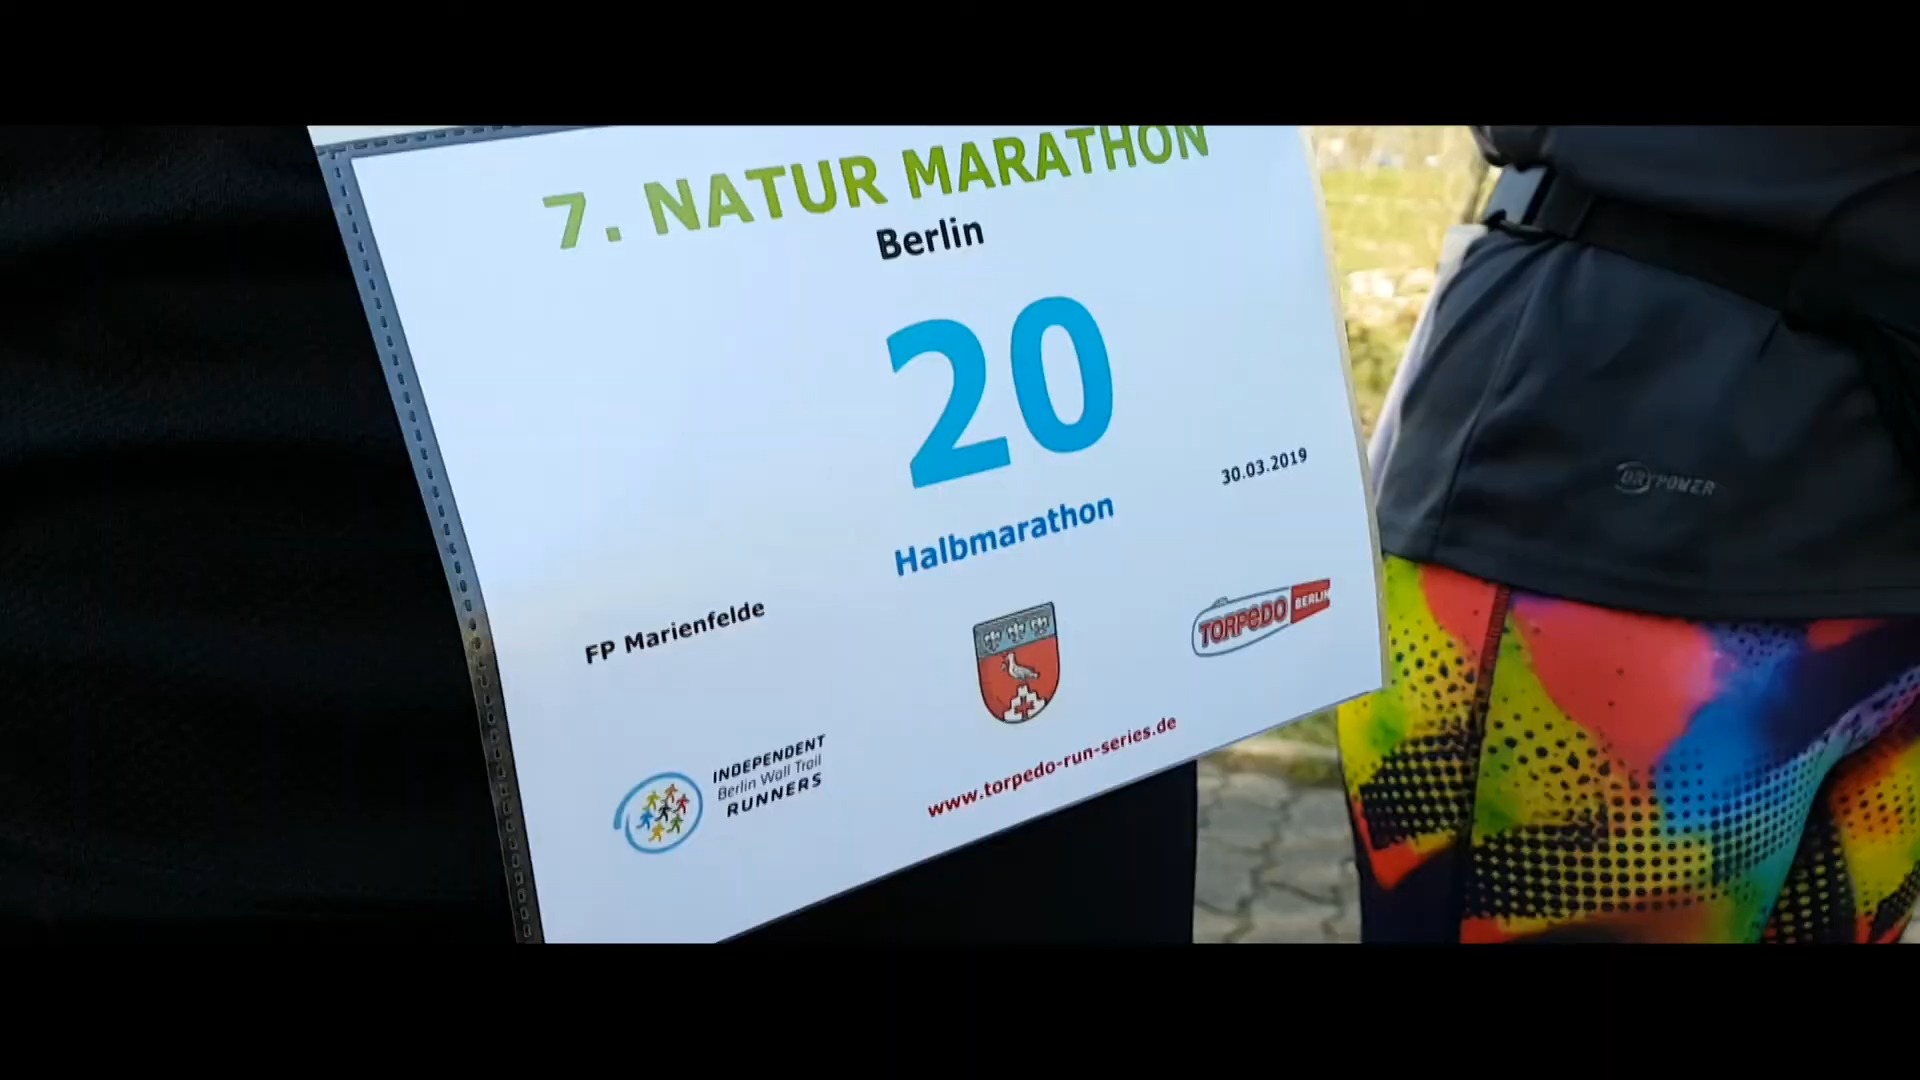 7. NATUR MARATHON
Berlin
20
30.03.2019
Halbmarathon
FP Marienfelde
TORPEDO BERLIN
INDEPENDENT
Berlin Wall Trail
RUNNERS
www.torpedo-run-series.de
DRYPOWER